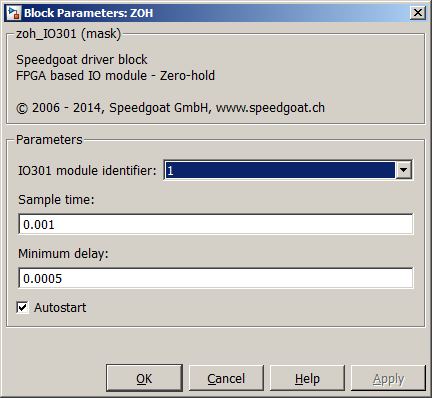 Block Parameters: ZOH
zoh_IO301 (mask)
Speedgoat driver block
FPGA based IO module - Zero-hold
© 2006 - 2014, Speedgoat GmbH, www.speedgoat.ch
Parameters
IO301 module identifier: 1
Sample time:
0.001
Minimum delay:
0.0005
Autostart
OK Cancel Help Apply